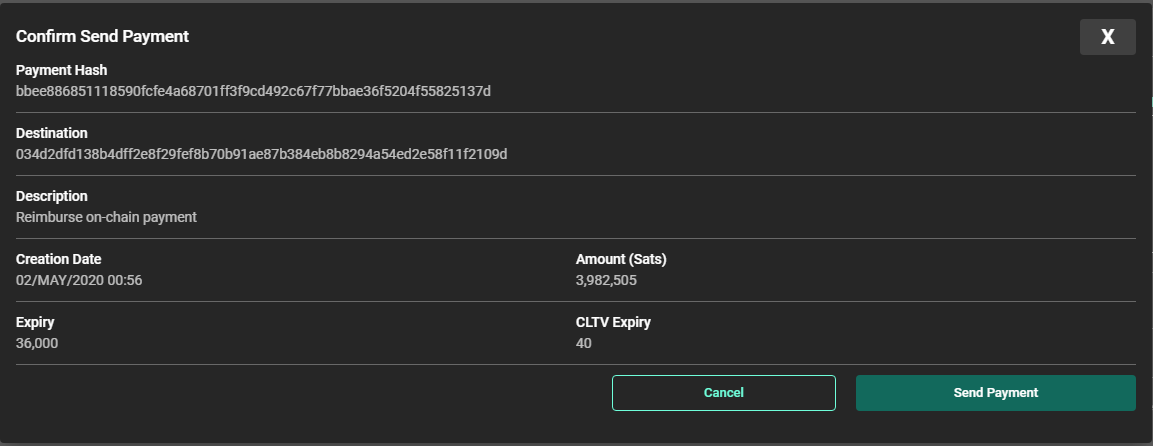 Confirm Send Payment
X
Payment Hash
bbee886851118590fcfe4a68701ff3f9cd492c67f77bbae36f5204f55825137d
Destination
034d2dfd138b4dff2e8f29fef8b70b91ae87b384eb8b8294a54ed2e58f11f2109d
Description
Reimburse on-chain payment
Creation Date
02/MAY/2020 00:56
Amount (Sats)
3,982,505
Expiry
36,000
CLTV Expiry
40
Cancel
Send Payment